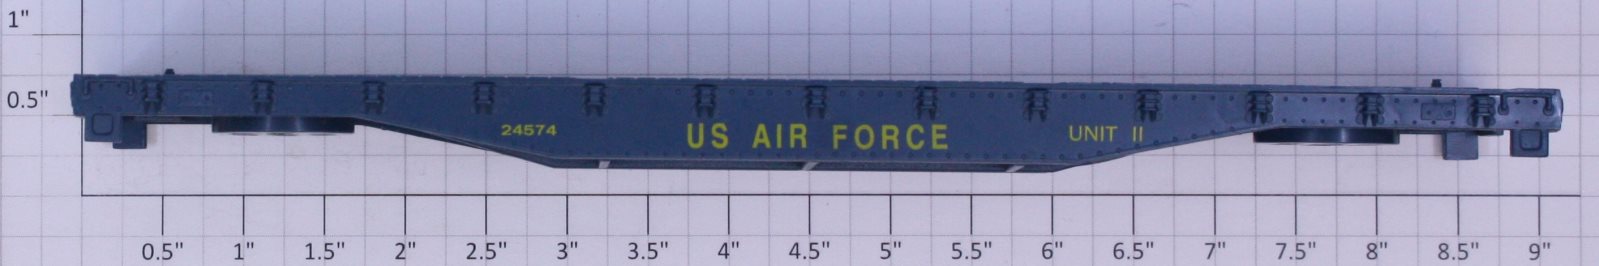 1"
0.5"
24574 US AIR FORCE UNIT II
0.5" 1" 1.5" 2" 2.5" 3" 3.5" 4" 4.5" 5" 5.5" 6" 6.5" 7" 7.5" 8" 8.5" 9"